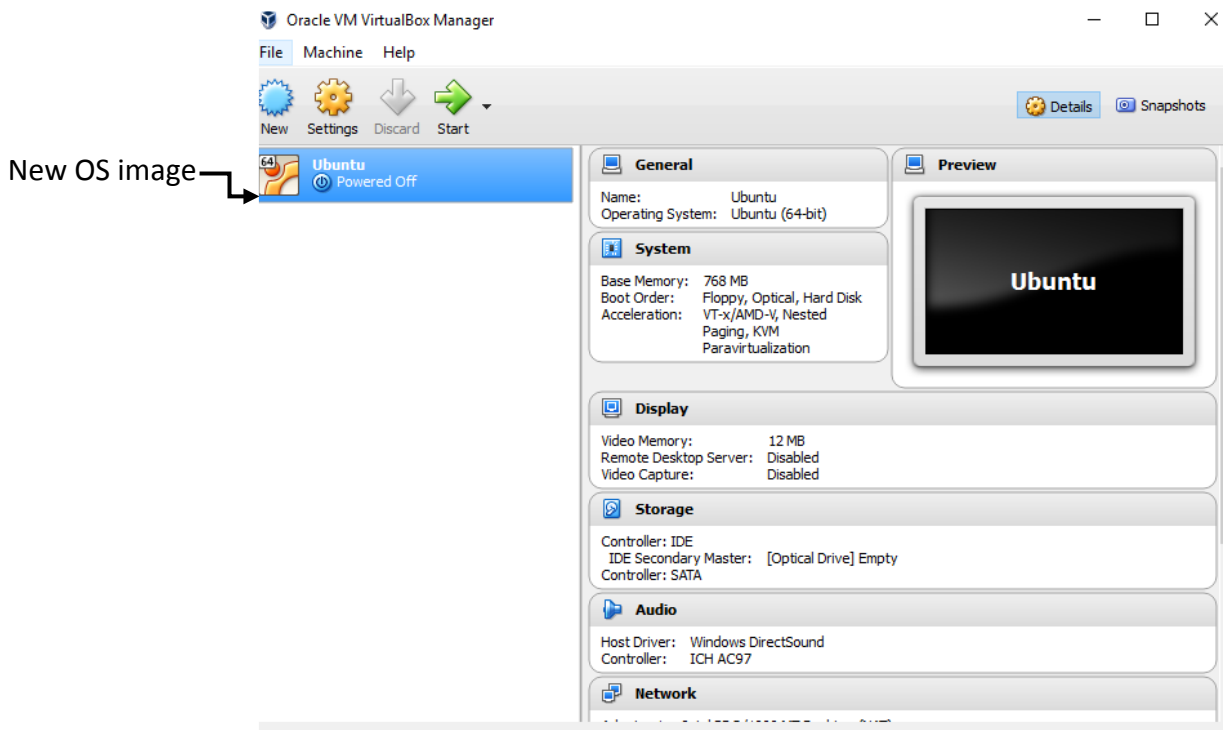 Oracle VM VirtualBox Manager
File Machine Help
New Settings Discard Start
Details Snapshots
New OS image
64
Ubuntu
Powered Off
General
Name: Ubuntu
Operating System: Ubuntu (64-bit)
Preview
Ubuntu
System
Base Memory: 768 MB
Boot Order: Floppy, Optical, Hard Disk
Acceleration: VT-x/AMD-V, Nested
Paging, KVM
Paravirtualization
Display
Video Memory: 12 MB
Remote Desktop Server: Disabled
Video Capture: Disabled
Storage
Controller: IDE
IDE Secondary Master: [Optical Drive] Empty
Controller: SATA
Audio
Host Driver: Windows DirectSound
Controller: ICH AC97
Network